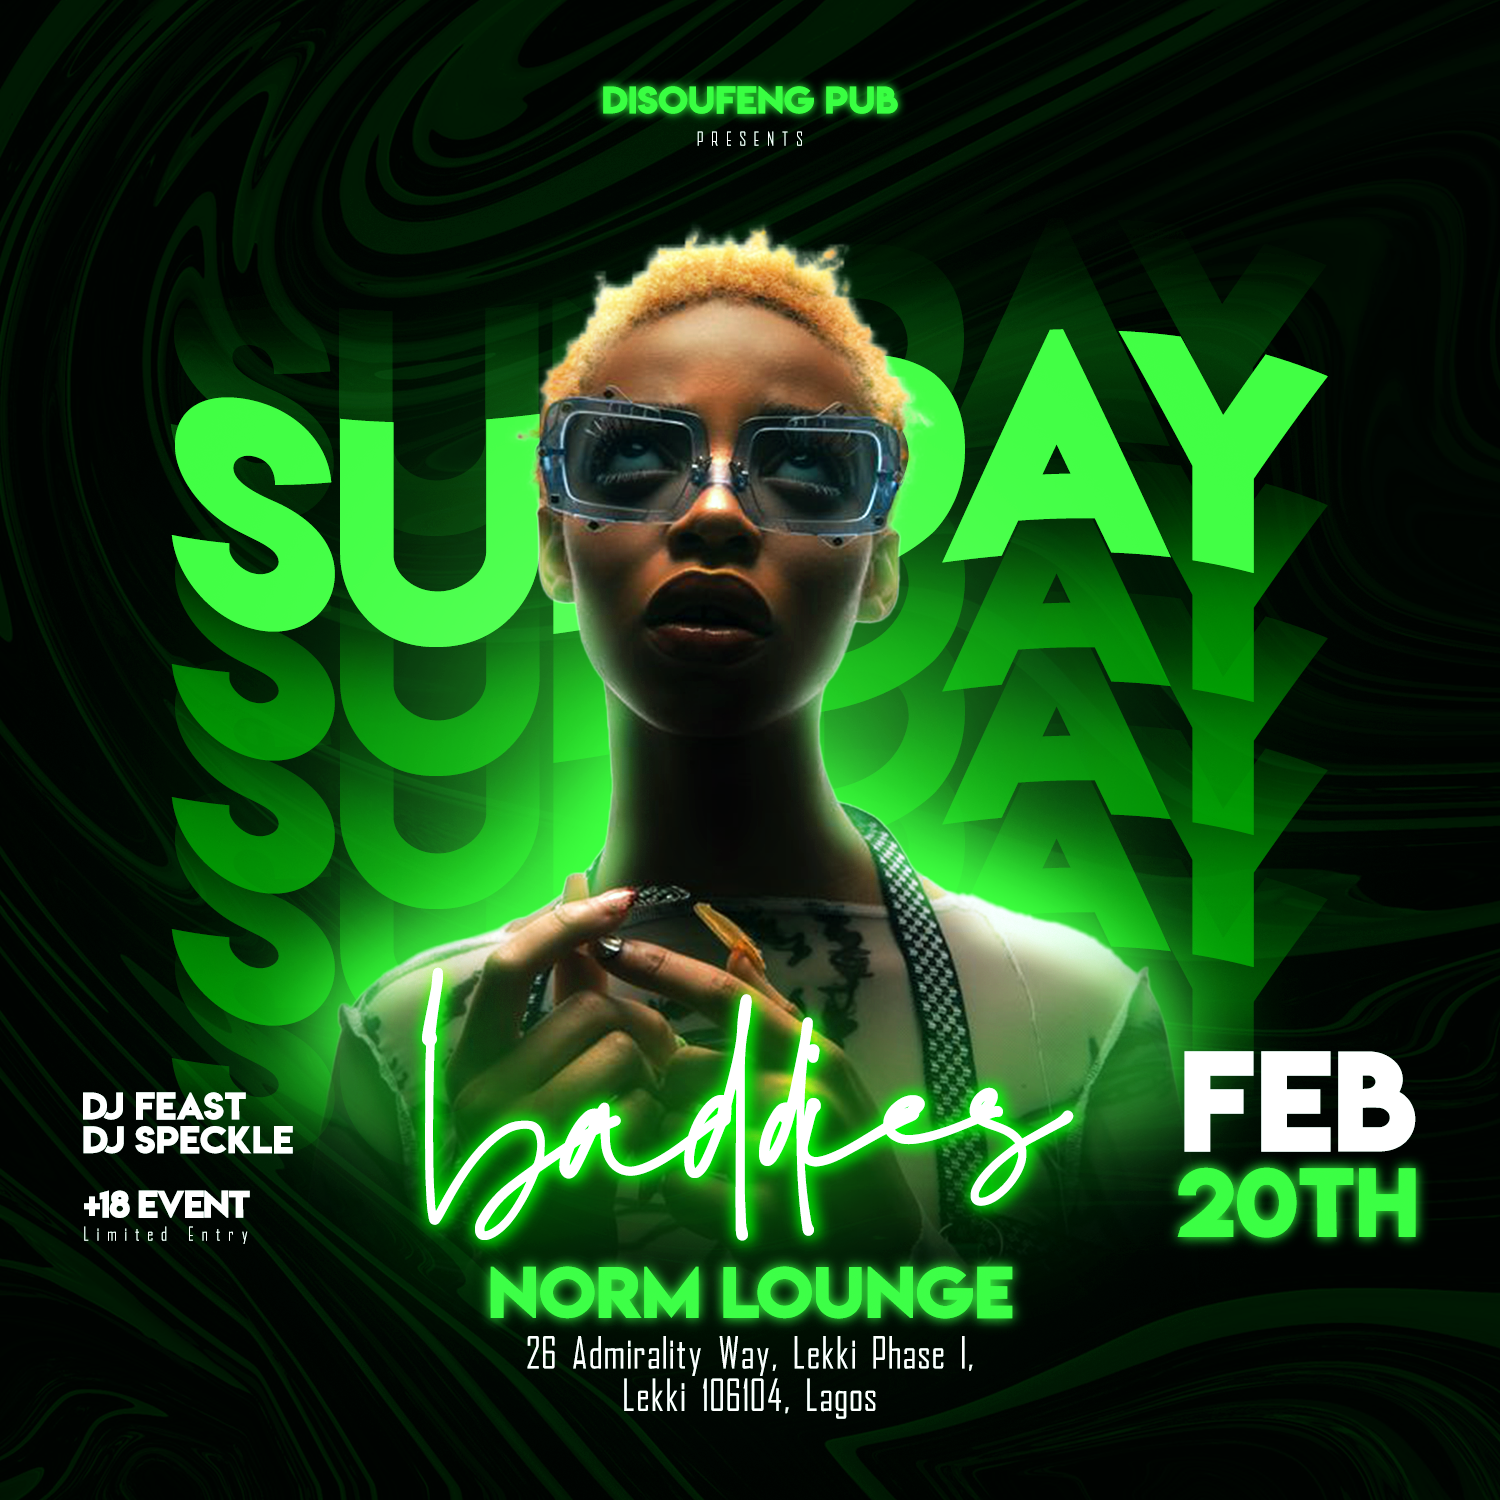 DISOUFENG PUB
PRESENTS
SUNDAY
baddies
DJ FEAST
DJ SPECKLE
+18 EVENT
Limited Entry
FEB
20TH
NORM LOUNGE
26 Admirality Way, Lekki Phase I,
Lekki 106104, Lagos